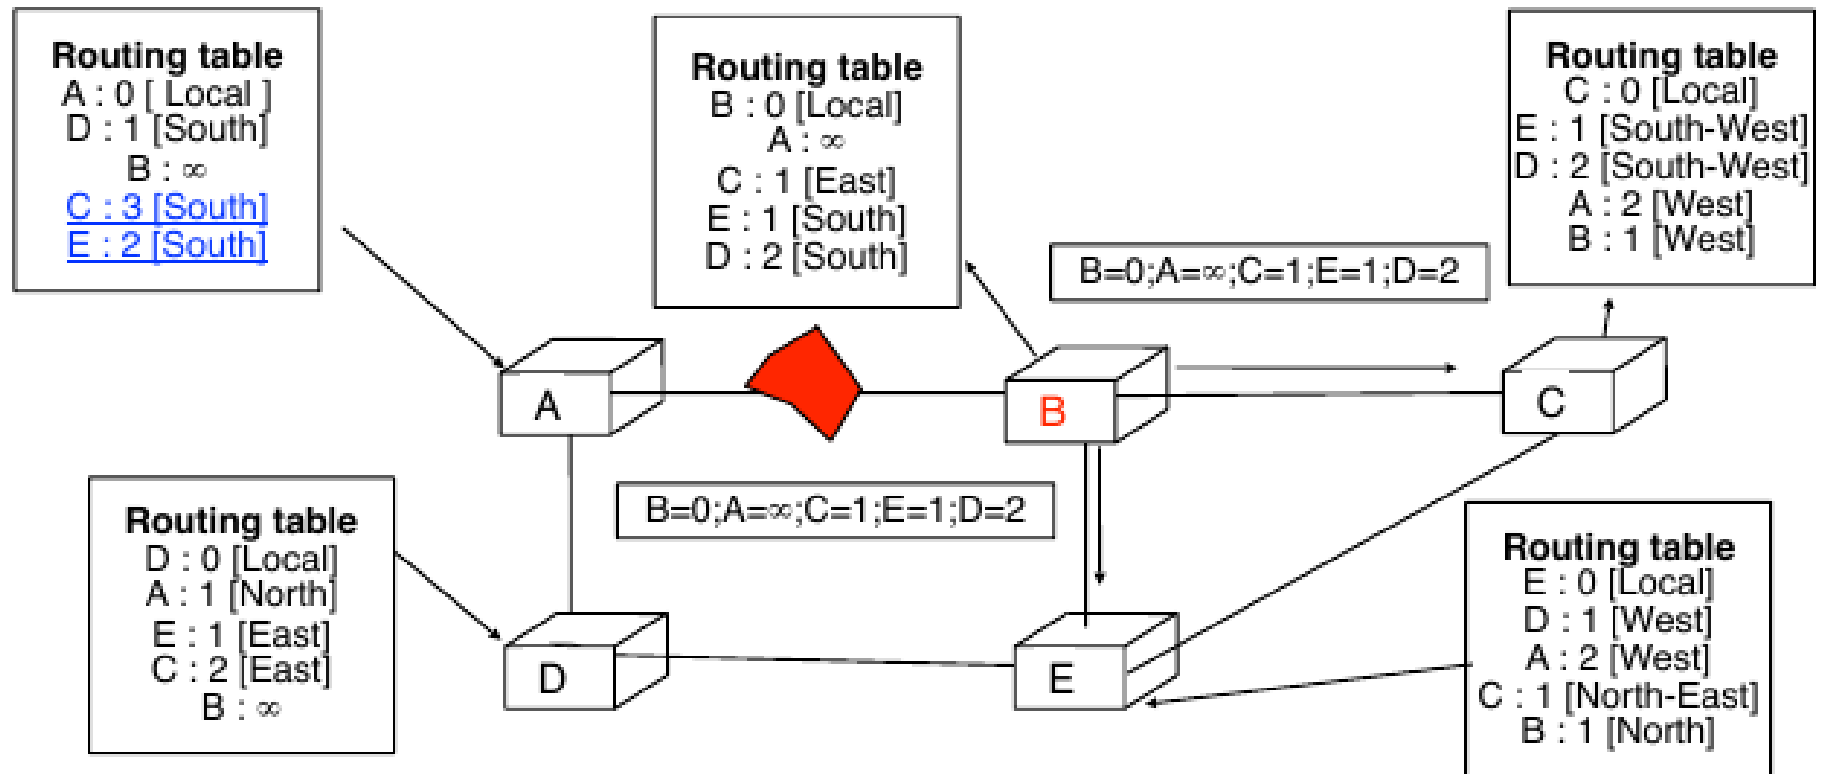 Routing table
A : 0 [ Local ]
D : 1 [South]
B : ∞
C : 3 [South]
E : 2 [South]
Routing table
B : 0 [Local]
A : ∞
C : 1 [East]
E : 1 [South]
D : 2 [South]
Routing table
C : 0 [Local]
E : 1 [South-West]
D : 2 [South-West]
A : 2 [West]
B : 1 [West]
B=0;A=∞;C=1;E=1;D=2
A
B
C
B=0;A=∞;C=1;E=1;D=2
Routing table
D : 0 [Local]
A : 1 [North]
E : 1 [East]
C : 2 [East]
B : ∞
D
E
Routing table
E : 0 [Local]
D : 1 [West]
A : 2 [West]
C : 1 [North-East]
B : 1 [North]